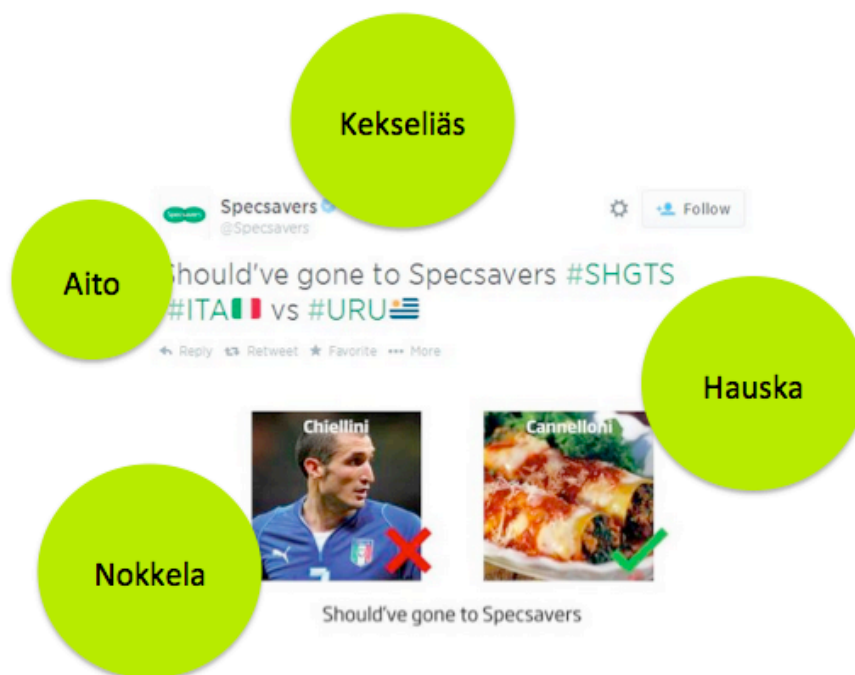 Kekseliäs
Specsavers
@Specsavers
Follow
Aito
Should've gone to Specsavers #SHGTS
#ITA vs #URU
Reply Retweet Favorite More
Hauska
Chiellini
Cannelloni
Nokkela
Should've gone to Specsavers